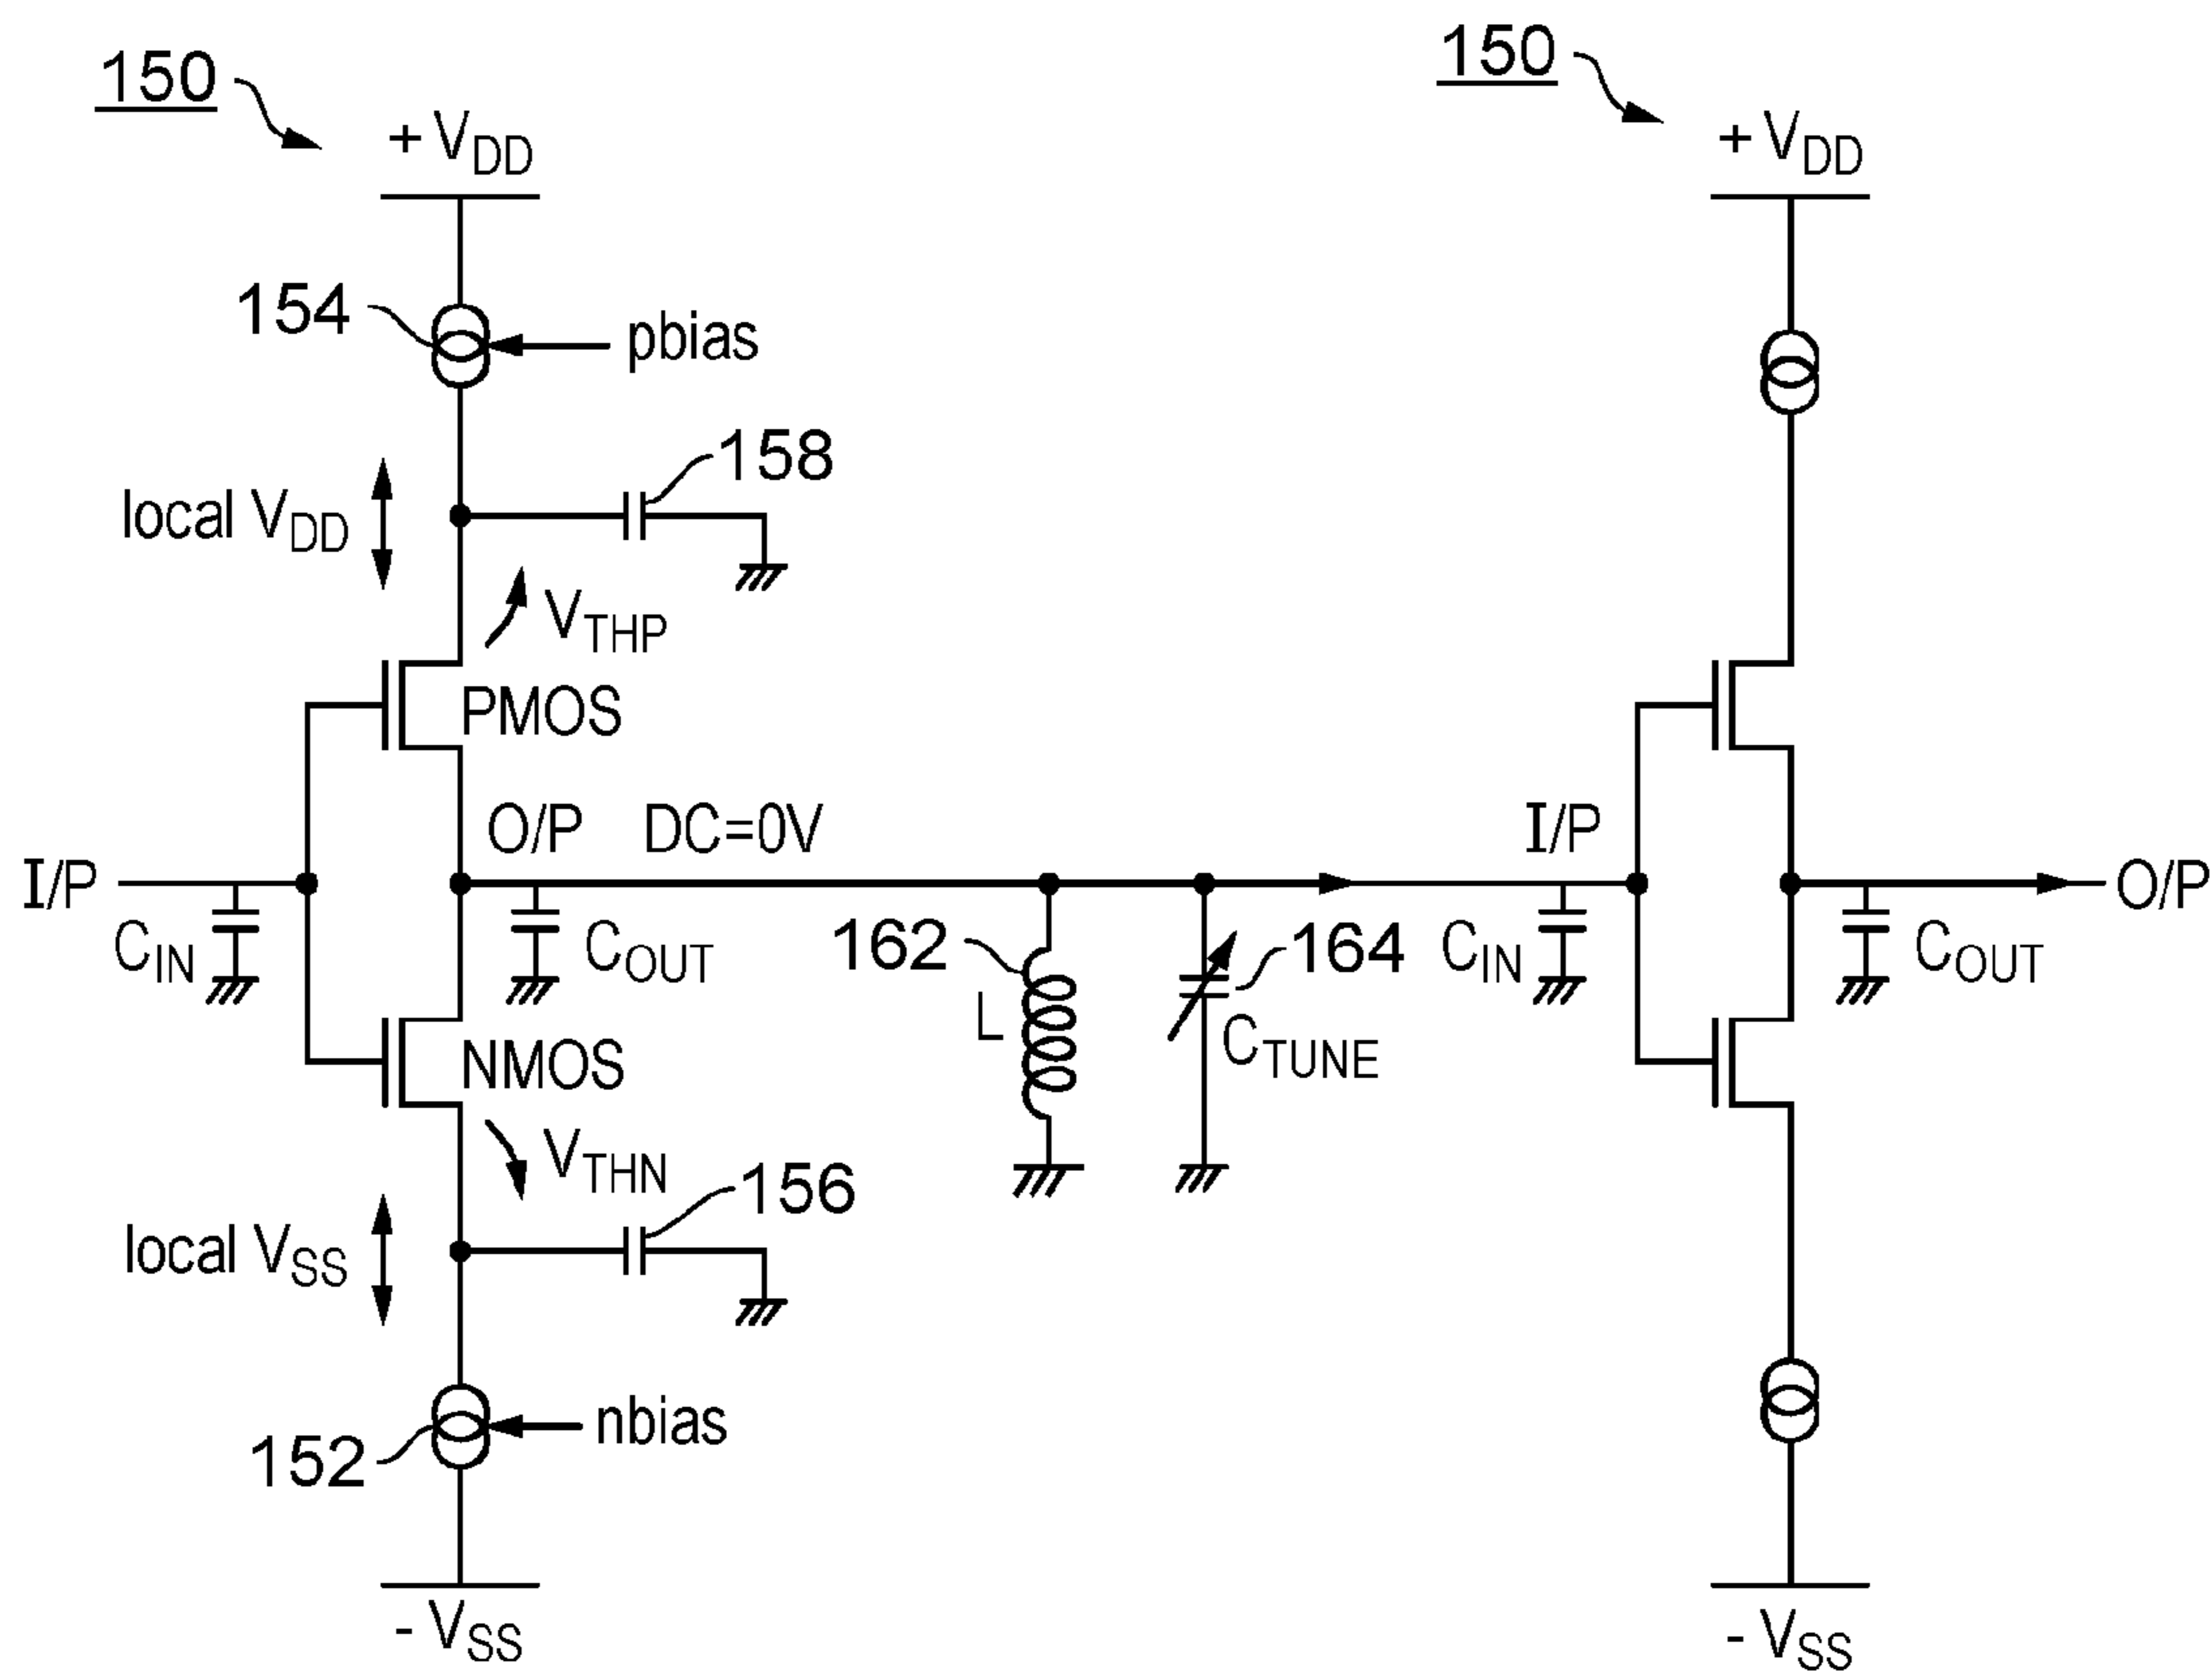 150
150
+ V_DD
+ V_DD
154
pbias
158
local V_DD
V_THP
PMOS
O/P DC=0V
I/P
I/P
O/P
C_IN
C_OUT
162
164
C_IN
C_OUT
L
C_TUNE
NMOS
V_THN
156
local V_SS
nbias
152
- V_SS
- V_SS